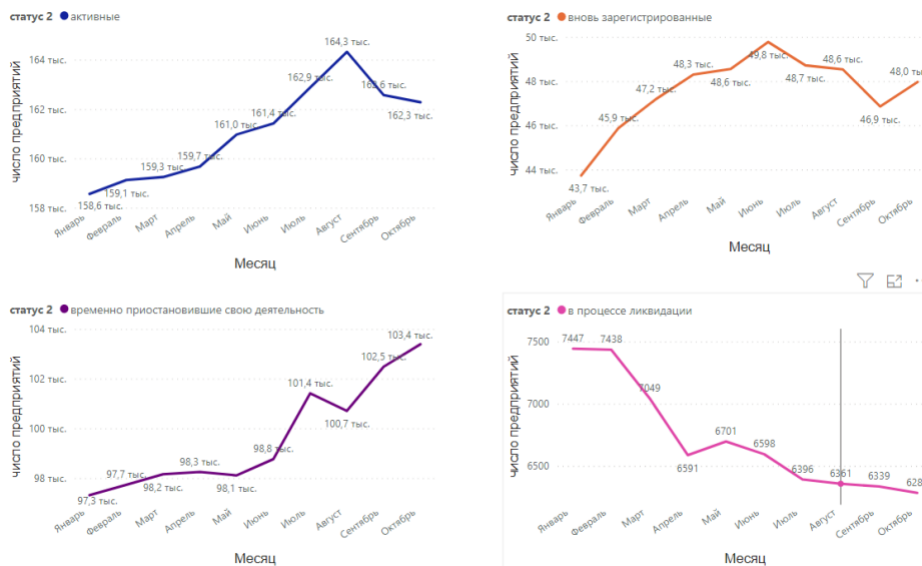 статус 2 активные
число предприятий
164 тыс.
162 тыс.
160 тыс.
158 тыс.
158,6 тыс.
159,1 тыс.
159,3 тыс.
159,7 тыс.
161,0 тыс.
161,4 тыс.
162,9 тыс.
164,3 тыс.
162,6 тыс.
162,3 тыс.
Январь
Февраль
Март
Апрель
Май
Июнь
Июль
Август
Сентябрь
Октябрь
Месяц
статус 2 вновь зарегистрированные
число предприятий
50 тыс.
48 тыс.
46 тыс.
44 тыс.
43,7 тыс.
45,9 тыс.
47,2 тыс.
48,3 тыс.
48,6 тыс.
49,8 тыс.
48,7 тыс.
48,6 тыс.
46,9 тыс.
48,0 ты
Январь
Февраль
Март
Апрель
Май
Июнь
Июль
Август
Сентябрь
Октябрь
Месяц
статус 2 временно приостановившие свою деятельность
число предприятий
104 тыс.
102 тыс.
100 тыс.
98 тыс.
97,3 тыс.
97,7 тыс.
98,2 тыс.
98,3 тыс.
98,1 тыс.
98,8 тыс.
101,4 тыс.
100,7 тыс.
102,5 тыс.
103,4 тыс.
Январь
Февраль
Март
Апрель
Май
Июнь
Июль
Август
Сентябрь
Октябрь
Месяц
статус 2 в процессе ликвидации
число предприятий
7500
7000
6500
7447
7438
7049
6591
6701
6598
6396
6361
6339
628
Январь
Февраль
Март
Апрель
Май
Июнь
Июль
Август
Сентябрь
Октябрь
Месяц